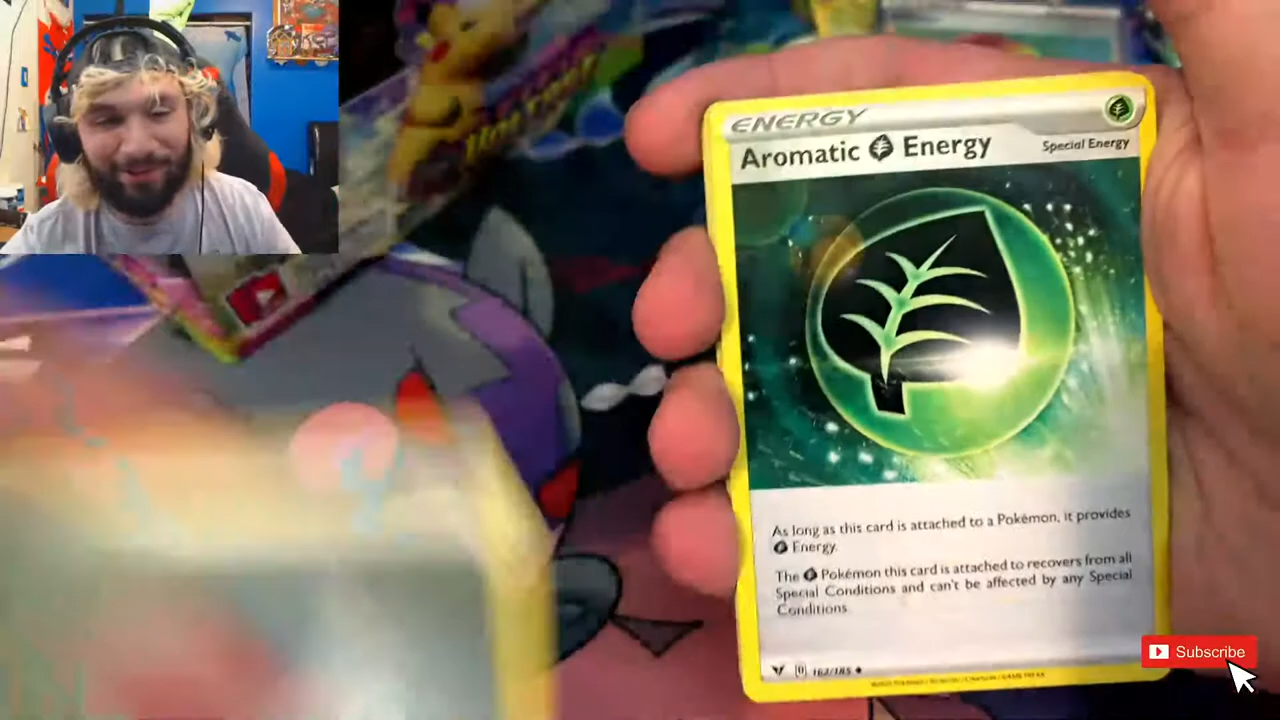 ENERGY
Aromatic Energy
Special Energy
As long as this card is attached to a Pokémon, it provides
Energy.
The Pokémon this card is attached to recovers from all
Special Conditions and can't be affected by any Special
Conditions
162/185
Subscribe